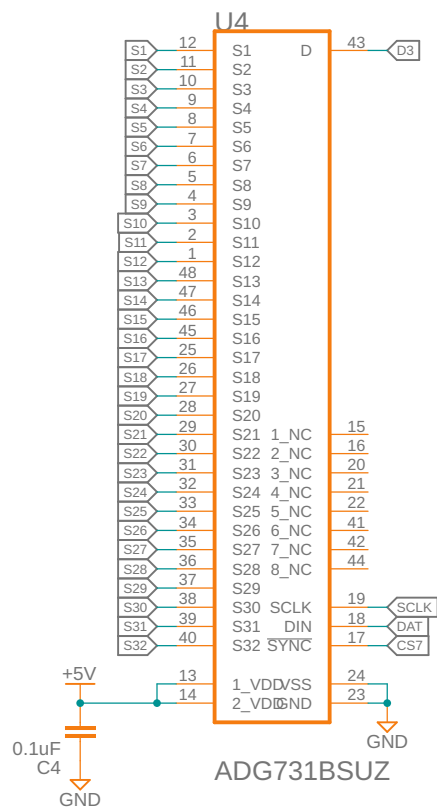 U4
S1 12 S1 D 43 D3
S2 11 S2
S3 10 S3
S4 9 S4
S5 8 S5
S6 7 S6
S7 6 S7
S8 5 S8
S9 4 S9
S10 3 S10
S11 2 S11
S12 1 S12
S13 48 S13
S14 47 S14
S15 46 S15
S16 45 S16
S17 25 S17
S18 26 S18
S19 27 S19
S20 28 S20
S21 29 S21 1_NC 15
S22 30 S22 2_NC 16
S23 31 S23 3_NC 20
S24 32 S24 4_NC 21
S25 33 S25 5_NC 22
S26 34 S26 6_NC 41
S27 35 S27 7_NC 42
S28 36 S28 8_NC 44
S29 37 S29
S30 38 S30 SCLK 19 SCLK
S31 39 S31 DIN 18 DAT
S32 40 S32 SYNC 17 CS7
+5V 13 1_VDD VSS 24
14 2_VDD GND 23
0.1uF
C4
GND
GND
ADG731BSUZ